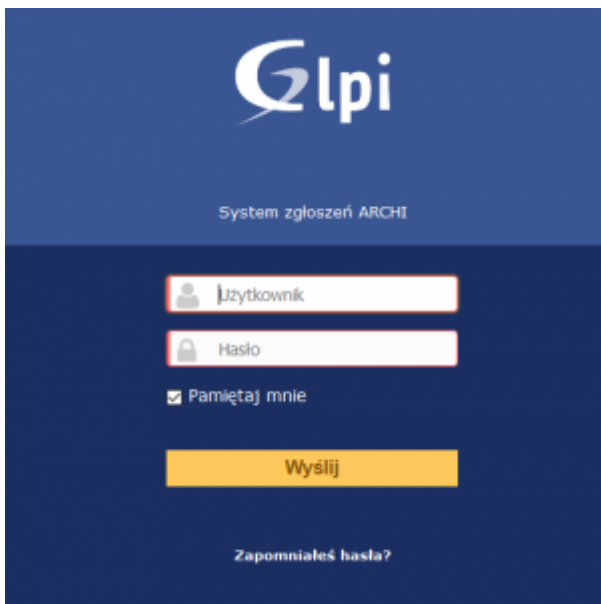 Glpi
System zgłoszeń ARCHI
Użytkownik
Hasło
Pamiętaj mnie
Wyślij
Zapomniałeś hasła?